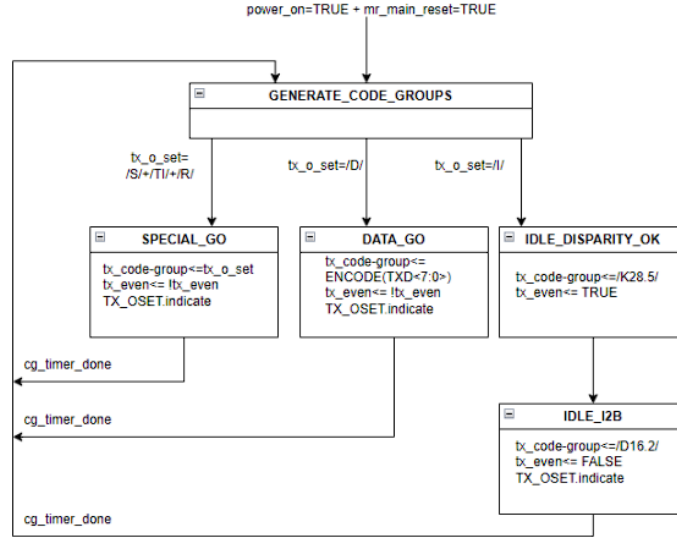 power_on=TRUE + mr_main_reset=TRUE
GENERATE_CODE_GROUPS
tx_o_set=
/S/+/TI/+/R/
tx_o_set=/D/
tx_o_set=/I/
SPECIAL_GO
tx_code-group<=tx_o_set
tx_even<= !tx_even
TX_OSET.indicate
DATA_GO
tx_code-group<=
ENCODE(TXD<7:0>)
tx_even<= !tx_even
TX_OSET.indicate
IDLE_DISPARITY_OK
tx_code-group<=/K28.5/
tx_even<= TRUE
cg_timer_done
cg_timer_done
IDLE_I2B
tx_code-group<=/D16.2/
tx_even<= FALSE
TX_OSET.indicate
cg_timer_done